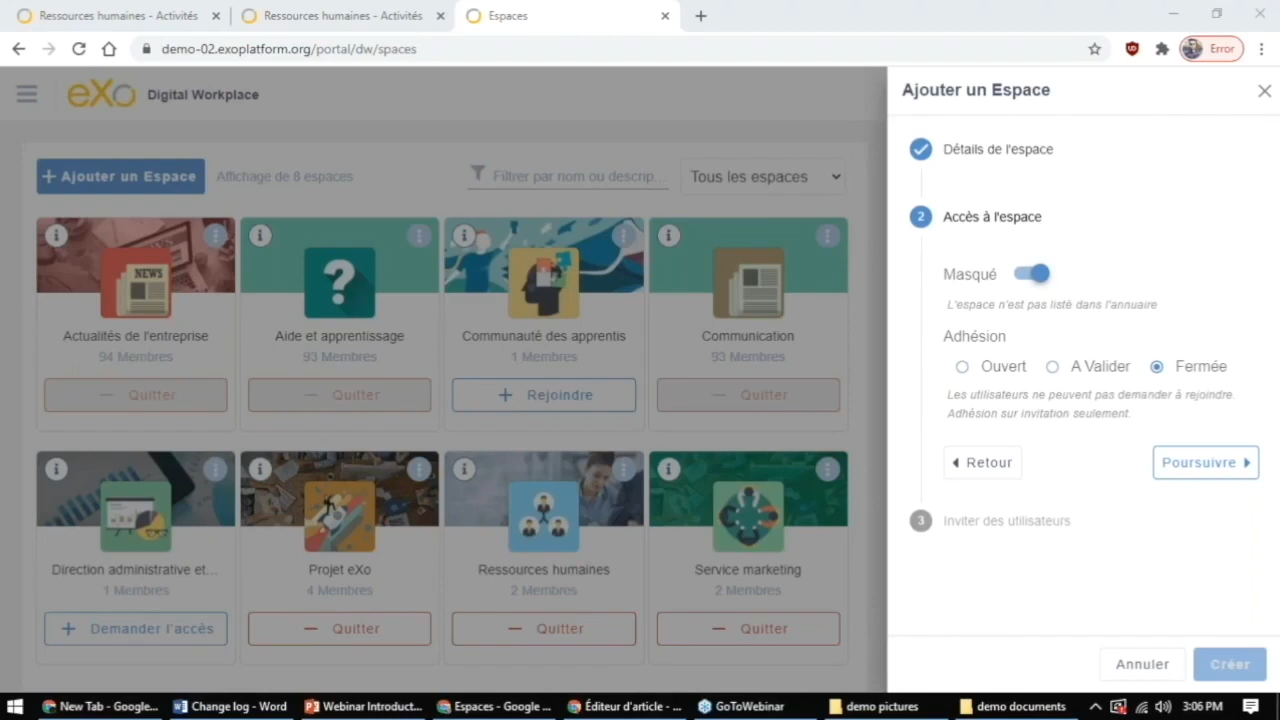 Ressources humaines - Activités
Ressources humaines - Activités
Espaces
demo-02.exoplatform.org/portal/dw/spaces
Error
eXo Digital Workplace
+ Ajouter un Espace
Affichage de 8 espaces
Filtrer par nom ou descrip...
Tous les espaces
NEWS
Actualités de l'entreprise
94 Membres
— Quitter
?
Aide et apprentissage
93 Membres
— Quitter
Communauté des apprentis
1 Membres
+ Rejoindre
Communication
93 Membres
— Quitter
Direction administrative et...
1 Membres
+ Demander l'accès
Projet eXo
4 Membres
— Quitter
Ressources humaines
2 Membres
— Quitter
Service marketing
2 Membres
— Quitter
Ajouter un Espace
Détails de l'espace
2 Accès à l'espace
Masqué
L'espace n'est pas listé dans l'annuaire
Adhésion
Ouvert A Valider Fermée
Les utilisateurs ne peuvent pas demander à rejoindre.
Adhésion sur invitation seulement.
Retour
Poursuivre
3 Inviter des utilisateurs
Annuler
Créer
New Tab - Google...
Change log - Word
Webinar Introduct...
Espaces - Google ...
Éditeur d'article - ...
GoToWebinar
demo pictures
demo documents
3:06 PM